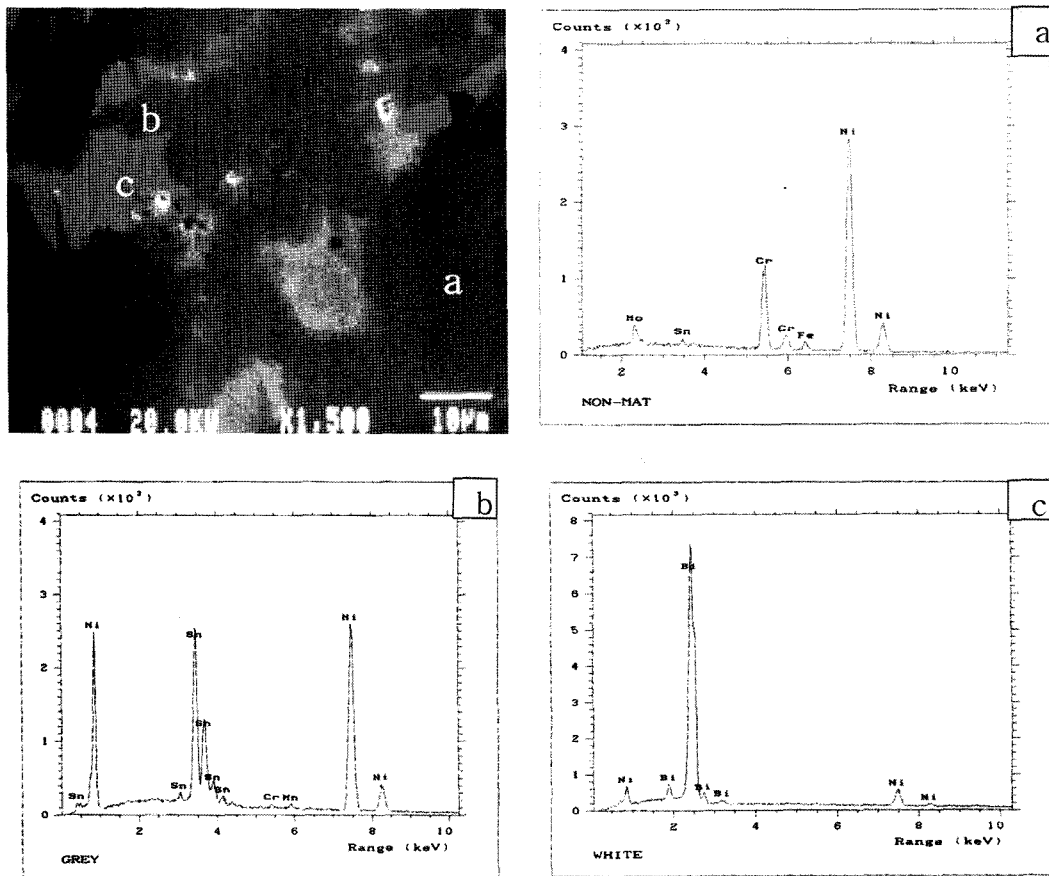 b
c
a
0004 20.0KU X1,500 10µm
a
Counts (×10³)
4
3
2
1
0
Mo
Sn
Cr
Cr
Fe
Ni
Ni
2
4
6
8
10
Range (keV)
NON-MAT
b
Counts (×10³)
4
3
2
1
0
Sn
Ni
Sn
Sn
Sn
Sn
Sn
Cr
Mn
Ni
Ni
2
4
6
8
10
Range (keV)
GREY
c
Counts (×10³)
8
7
6
5
4
3
2
1
0
Ni
Bi
Bi
Bi
Bi
Ni
Ni
2
4
6
8
10
Range (keV)
WHITE